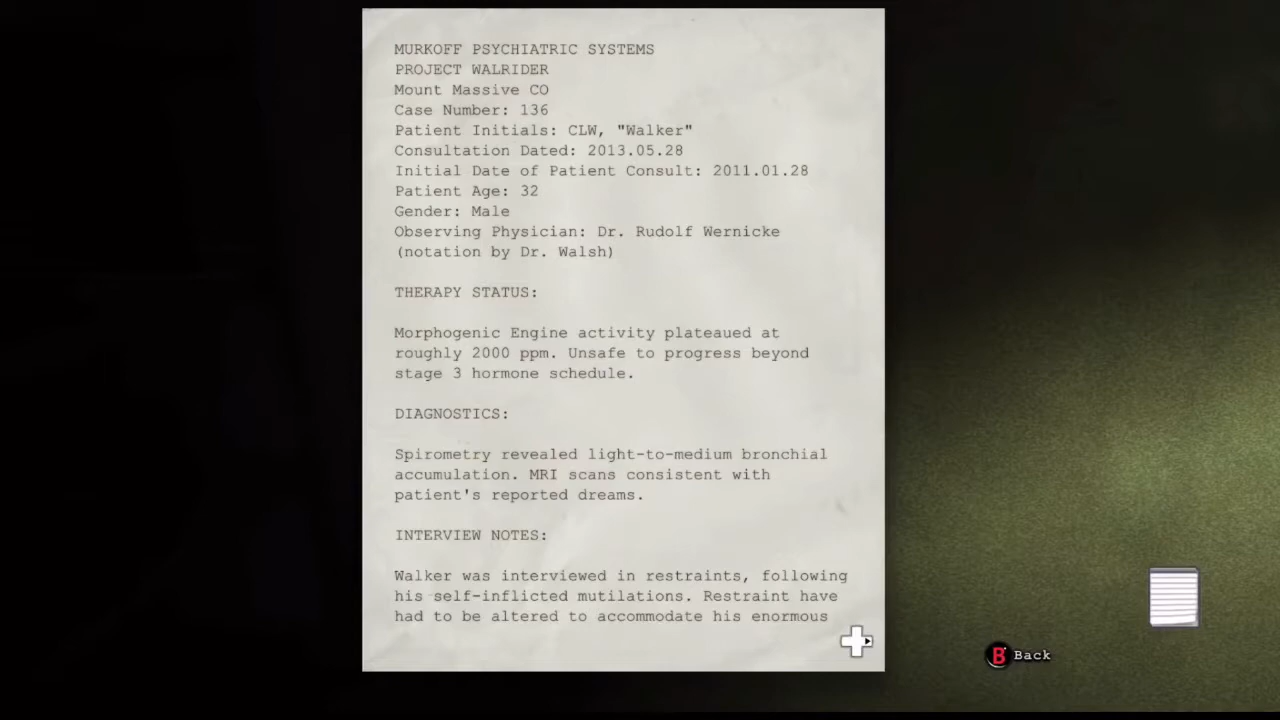 MURKOFF PSYCHIATRIC SYSTEMS
PROJECT WALRIDER
Mount Massive CO
Case Number: 136
Patient Initials: CLW, "Walker"
Consultation Dated: 2013.05.28
Initial Date of Patient Consult: 2011.01.28
Patient Age: 32
Gender: Male
Observing Physician: Dr. Rudolf Wernicke
(notation by Dr. Walsh)
THERAPY STATUS:
Morphogenic Engine activity plateaued at
roughly 2000 ppm. Unsafe to progress beyond
stage 3 hormone schedule.
DIAGNOSTICS:
Spirometry revealed light-to-medium bronchial
accumulation. MRI scans consistent with
patient's reported dreams.
INTERVIEW NOTES:
Walker was interviewed in restraints, following
his self-inflicted mutilations. Restraint have
had to be altered to accommodate his enormous
B Back